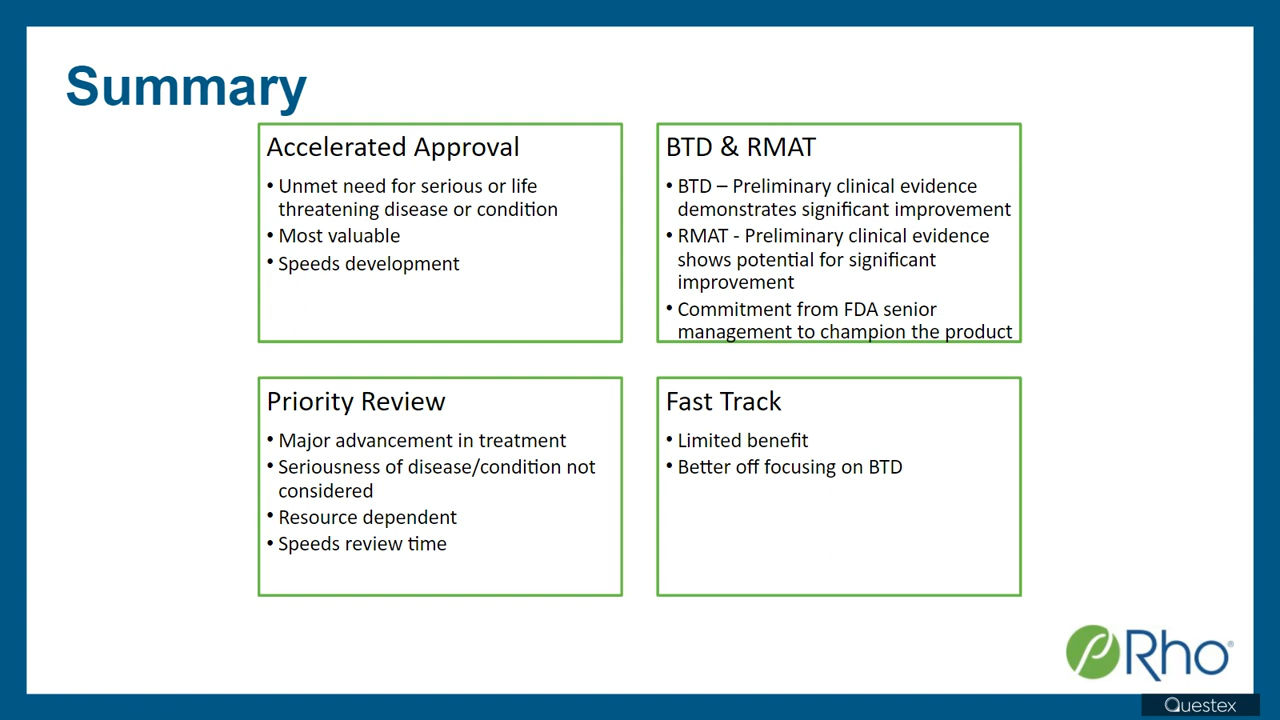 Summary
Accelerated Approval
• Unmet need for serious or life
threatening disease or condition
• Most valuable
• Speeds development
BTD & RMAT
• BTD – Preliminary clinical evidence
demonstrates significant improvement
• RMAT - Preliminary clinical evidence
shows potential for significant
improvement
• Commitment from FDA senior
management to champion the product
Priority Review
• Major advancement in treatment
• Seriousness of disease/condition not
considered
• Resource dependent
• Speeds review time
Fast Track
• Limited benefit
• Better off focusing on BTD
Rho®
Questex